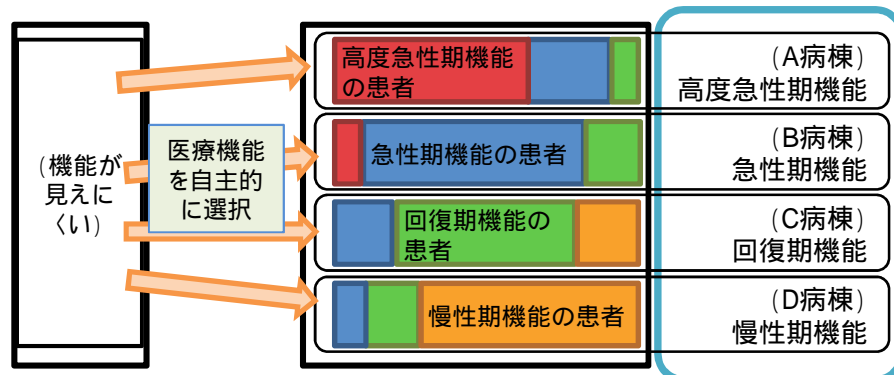 (機能が
見えに
くい)
医療機能
を自主的
に選択
高度急性期機能
の患者
(A病棟)
高度急性期機能
急性期機能の患者
(B病棟)
急性期機能
回復期機能の
患者
(C病棟)
回復期機能
慢性期機能の患者
(D病棟)
慢性期機能